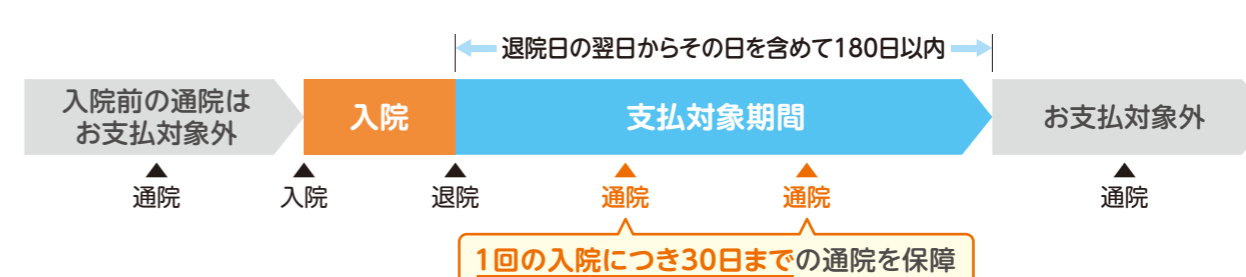 退院日の翌日からその日を含めて180日以内
入院前の通院は
お支払対象外
入院
支払対象期間
お支払対象外
通院
入院
退院
通院
通院
通院
1回の入院につき30日までの通院を保障